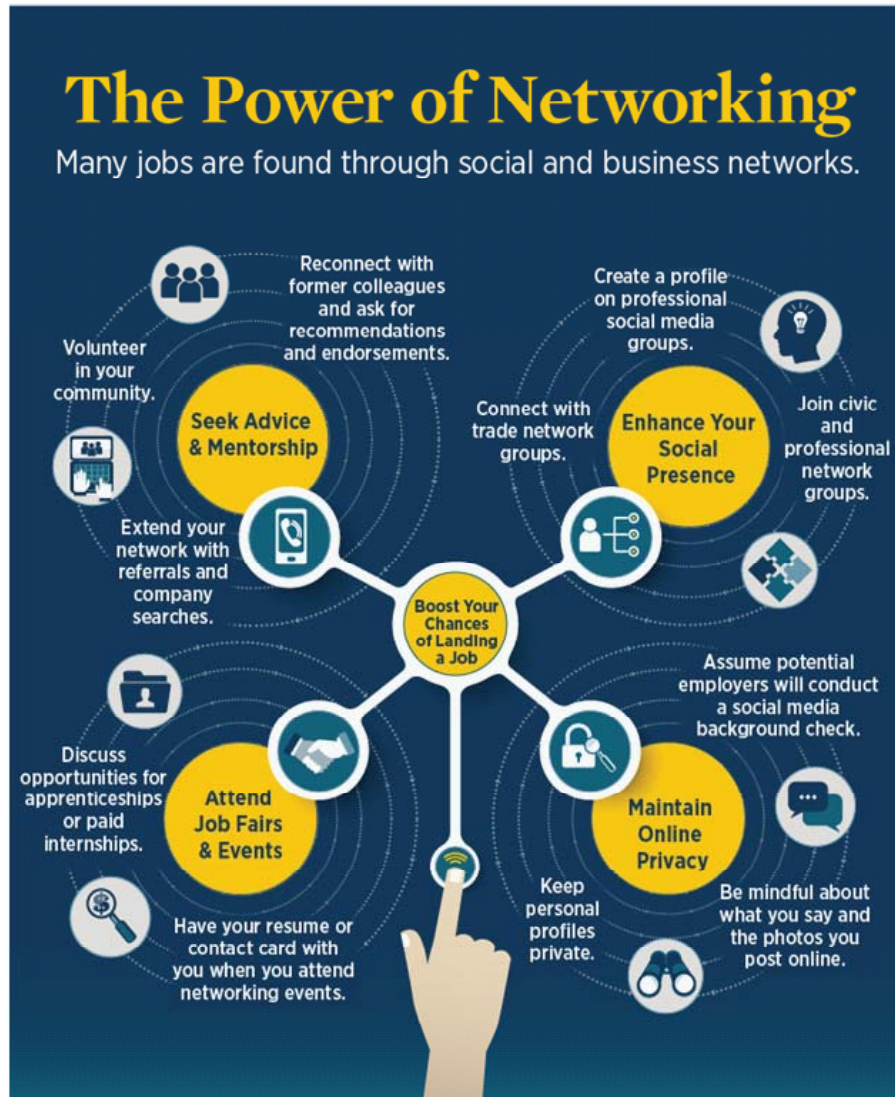 The Power of Networking
Many jobs are found through social and business networks.
Reconnect with
former colleagues
and ask for
recommendations
and endorsements.
Volunteer
in your
community.
Seek Advice
& Mentorship
Extend your
network with
referrals and
company
searches.
Create a profile
on professional
social media
groups.
Connect with
trade network
groups.
Enhance Your
Social
Presence
Join civic
and
professional
network
groups.
Boost Your
Chances
of Landing
a Job
Discuss
opportunities for
apprenticeships
or paid
internships.
Attend
Job Fairs
& Events
Have your resume or
contact card with
you when you attend
networking events.
Assume potential
employers will conduct
a social media
background check.
Maintain
Online
Privacy
Keep
personal
profiles
private.
Be mindful about
what you say and
the photos you
post online.